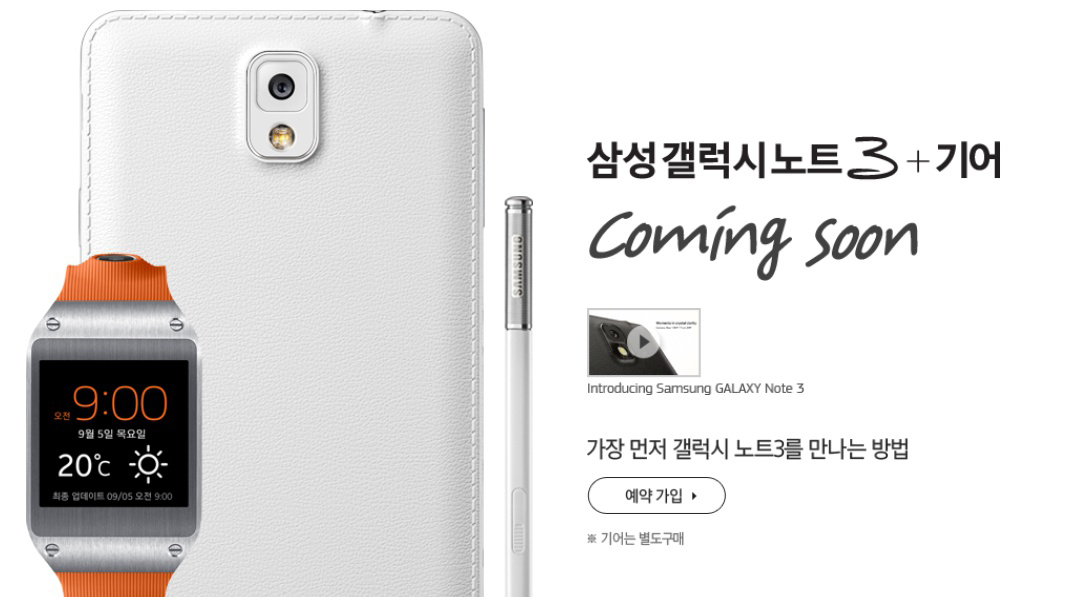 삼성 갤럭시 노트 3 + 기어
Coming soon
SAMSUNG
Introducing Samsung GALAXY Note 3
오전 9:00
9월 5일 목요일
20℃
최종 업데이트 09/05 오전 9:00
가장 먼저 갤럭시 노트3를 만나는 방법
예약 가입
※ 기어는 별도구매